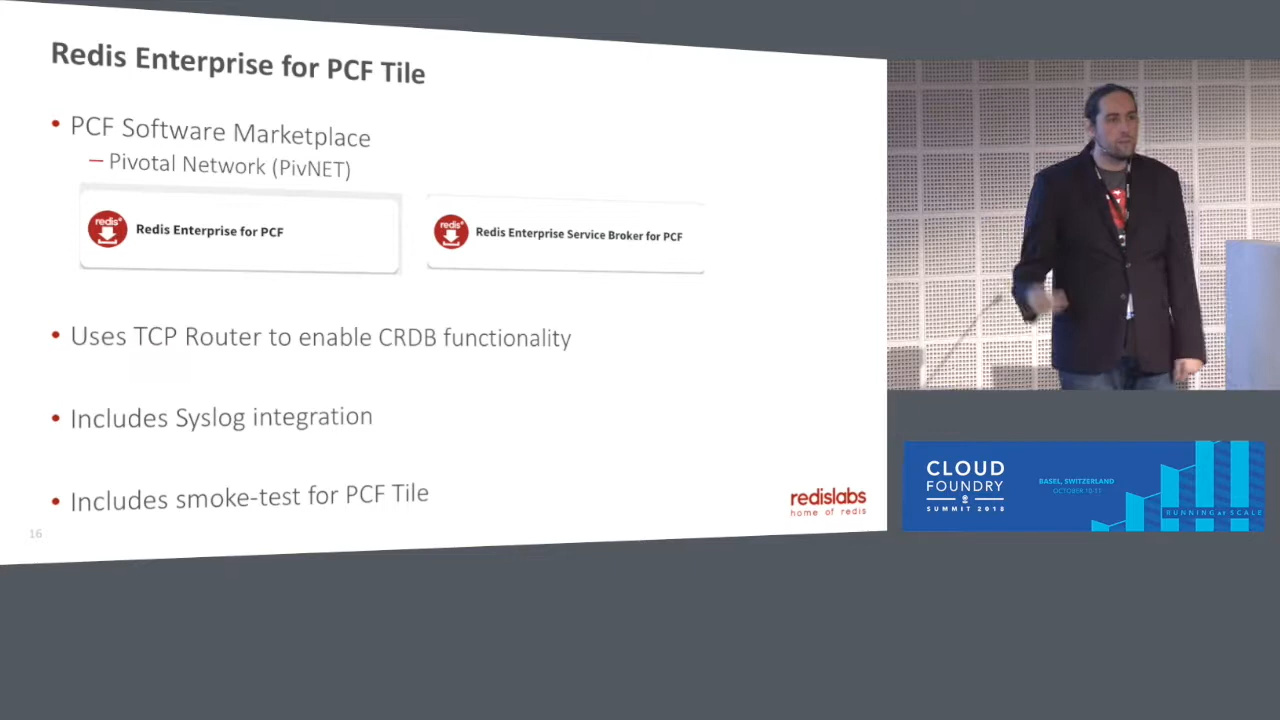 Redis Enterprise for PCF Tile
• PCF Software Marketplace
– Pivotal Network (PivNET)
redis
Redis Enterprise for PCF
redis
Redis Enterprise Service Broker for PCF
• Uses TCP Router to enable CRDB functionality
• Includes Syslog integration
• Includes smoke-test for PCF Tile
16
redislabs
home of redis
CLOUD
FOUNDRY
SUMMIT 2018
BASEL, SWITZERLAND
OCTOBER 10-11
RUNNING AT SCALE